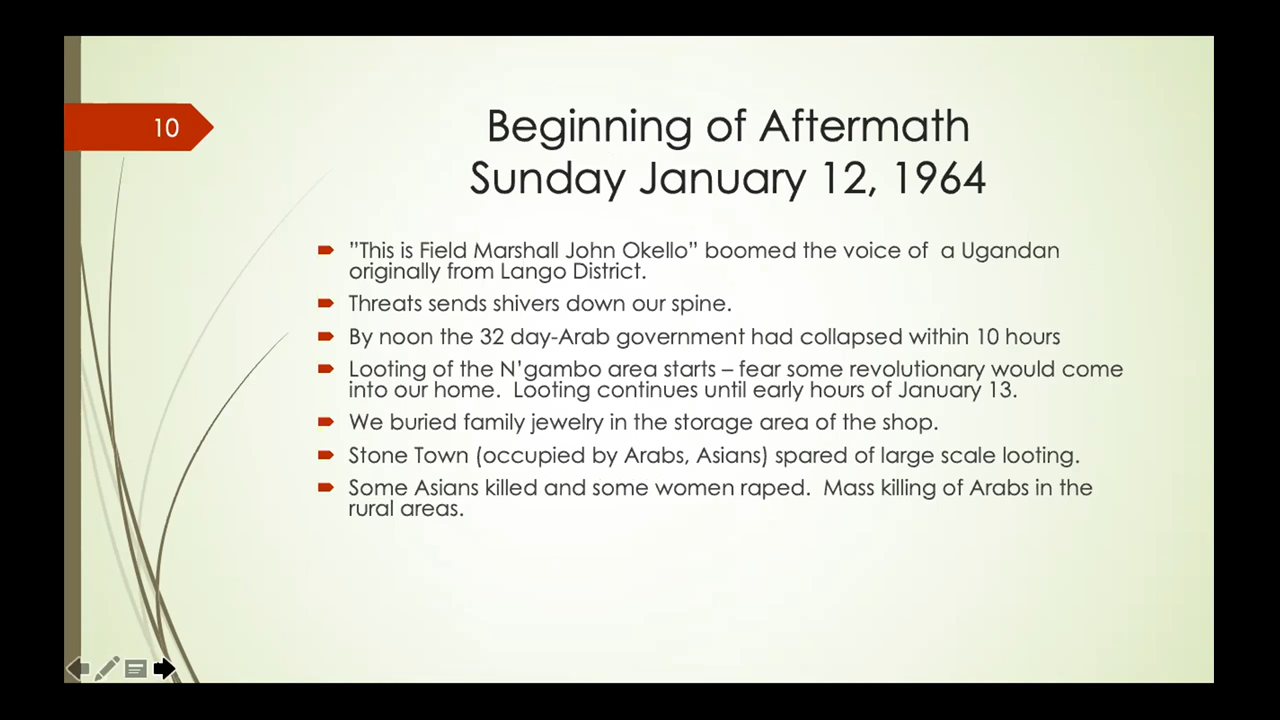 10
Beginning of Aftermath
Sunday January 12, 1964
”This is Field Marshall John Okello” boomed the voice of  a Ugandan
originally from Lango District.
Threats sends shivers down our spine.
By noon the 32 day-Arab government had collapsed within 10 hours
Looting of the N’gambo area starts – fear some revolutionary would come
into our home.  Looting continues until early hours of January 13.
We buried family jewelry in the storage area of the shop.
Stone Town (occupied by Arabs, Asians) spared of large scale looting.
Some Asians killed and some women raped.  Mass killing of Arabs in the
rural areas.